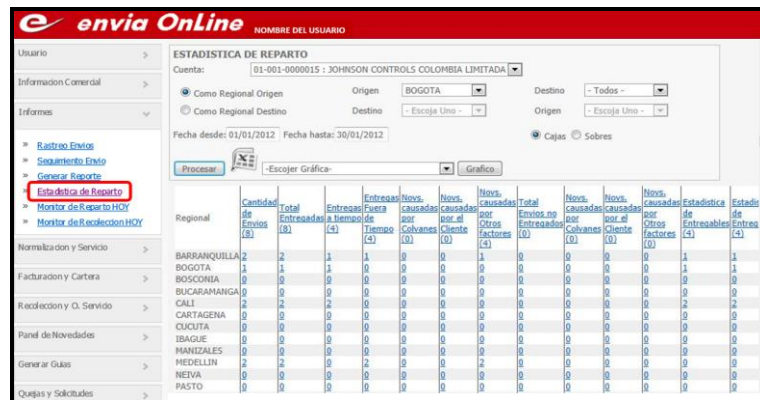 e envia OnLine NOMBRE DEL USUARIO
Usuario >
Informacion Comercial >
Informes
» Rastreo Envios
» Seguimiento Envio
» Generar Reporte
» Estadistica de Reparto
» Monitor de Reparto HOY
» Monitor de Recoleccion HOY
Normalizacion y Servicio >
Facturacion y Cartera >
Recoleccion y O. Servicio >
Panel de Novedades >
Generar Guias >
Quejas y Solicitudes >
ESTADISTICA DE REPARTO
Cuenta: 01-001-0000015 : JOHNSON CONTROLS COLOMBIA LIMITADA
Como Regional Origen Origen BOGOTA Destino - Todos -
Como Regional Destino Destino - Escoja Uno - Origen - Escoja Uno -
Fecha desde: 01/01/2012 Fecha hasta: 30/01/2012 Cajas Sobres
Procesar -Escojer Gráfica- Grafico
Regional Cantidad de Envios (8) Total Entregadas (8) Entregas a tiempo (4) Entregas Fuera de Tiempo (4) Novs. causadas por Colvanes (0) Novs. causadas por el Cliente (0) Novs. causadas por Otros factores (4) Total Envios no Entregados (0) Novs. causadas por Colvanes (0) Novs. causadas por el Cliente (0) Novs. causadas por Otros factores (0) Estadistica de Entregables (4) Estadis de Entreg (4)
BARRANQUILLA 2 2 1 1 0 0 1 0 0 0 0 1 1
BOGOTA 1 1 1 0 0 0 0 0 0 0 0 1 1
BOSCONIA 0 0 0 0 0 0 0 0 0 0 0 0 0
BUCARAMANGA 0 0 0 0 0 0 0 0 0 0 0 0 0
CALI 2 2 2 0 0 0 0 0 0 0 0 2 2
CARTAGENA 0 0 0 0 0 0 0 0 0 0 0 0 0
CUCUTA 0 0 0 0 0 0 0 0 0 0 0 0 0
IBAGUE 0 0 0 0 0 0 0 0 0 0 0 0 0
MANIZALES 0 0 0 0 0 0 0 0 0 0 0 0 0
MEDELLIN 2 2 0 2 0 0 2 0 0 0 0 0 0
NEIVA 0 0 0 0 0 0 0 0 0 0 0 0 0
PASTO 0 0 0 0 0 0 0 0 0 0 0 0 0